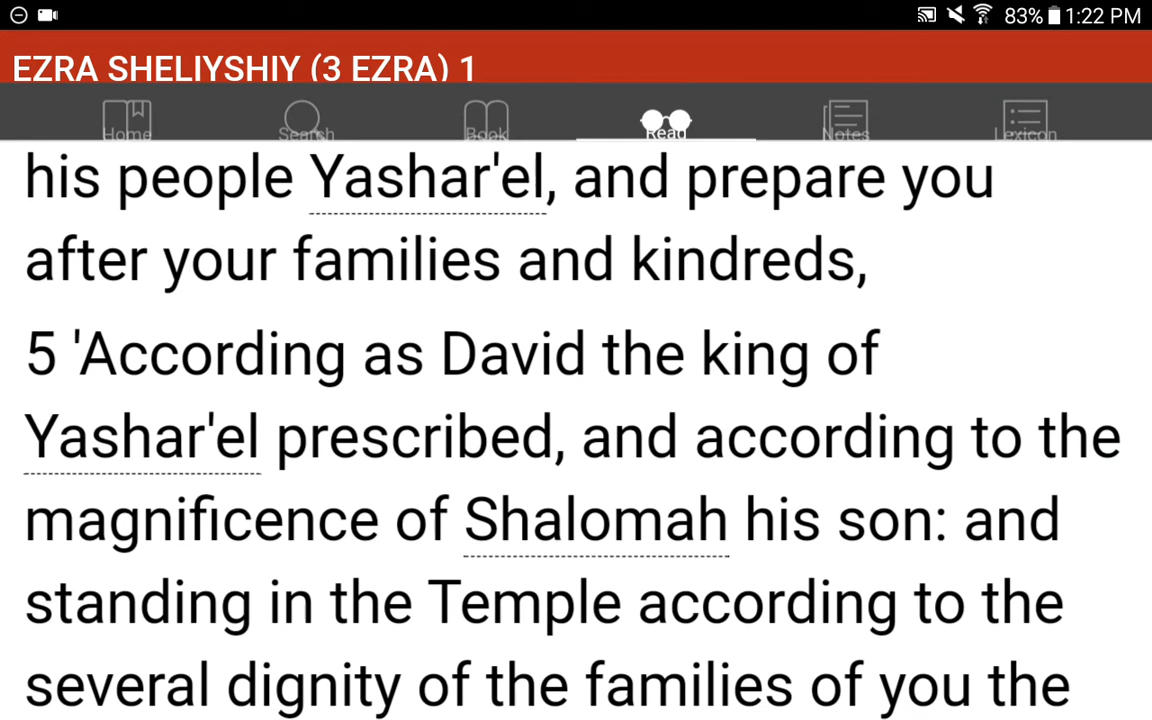 83% 1:22 PM
EZRA SHELIYSHIY (3 EZRA) 1
Home Search Book Read Notes Lexicon
his people Yashar'el, and prepare you
after your families and kindreds,
5 'According as David the king of
Yashar'el prescribed, and according to the
magnificence of Shalomah his son: and
standing in the Temple according to the
several dignity of the families of you the